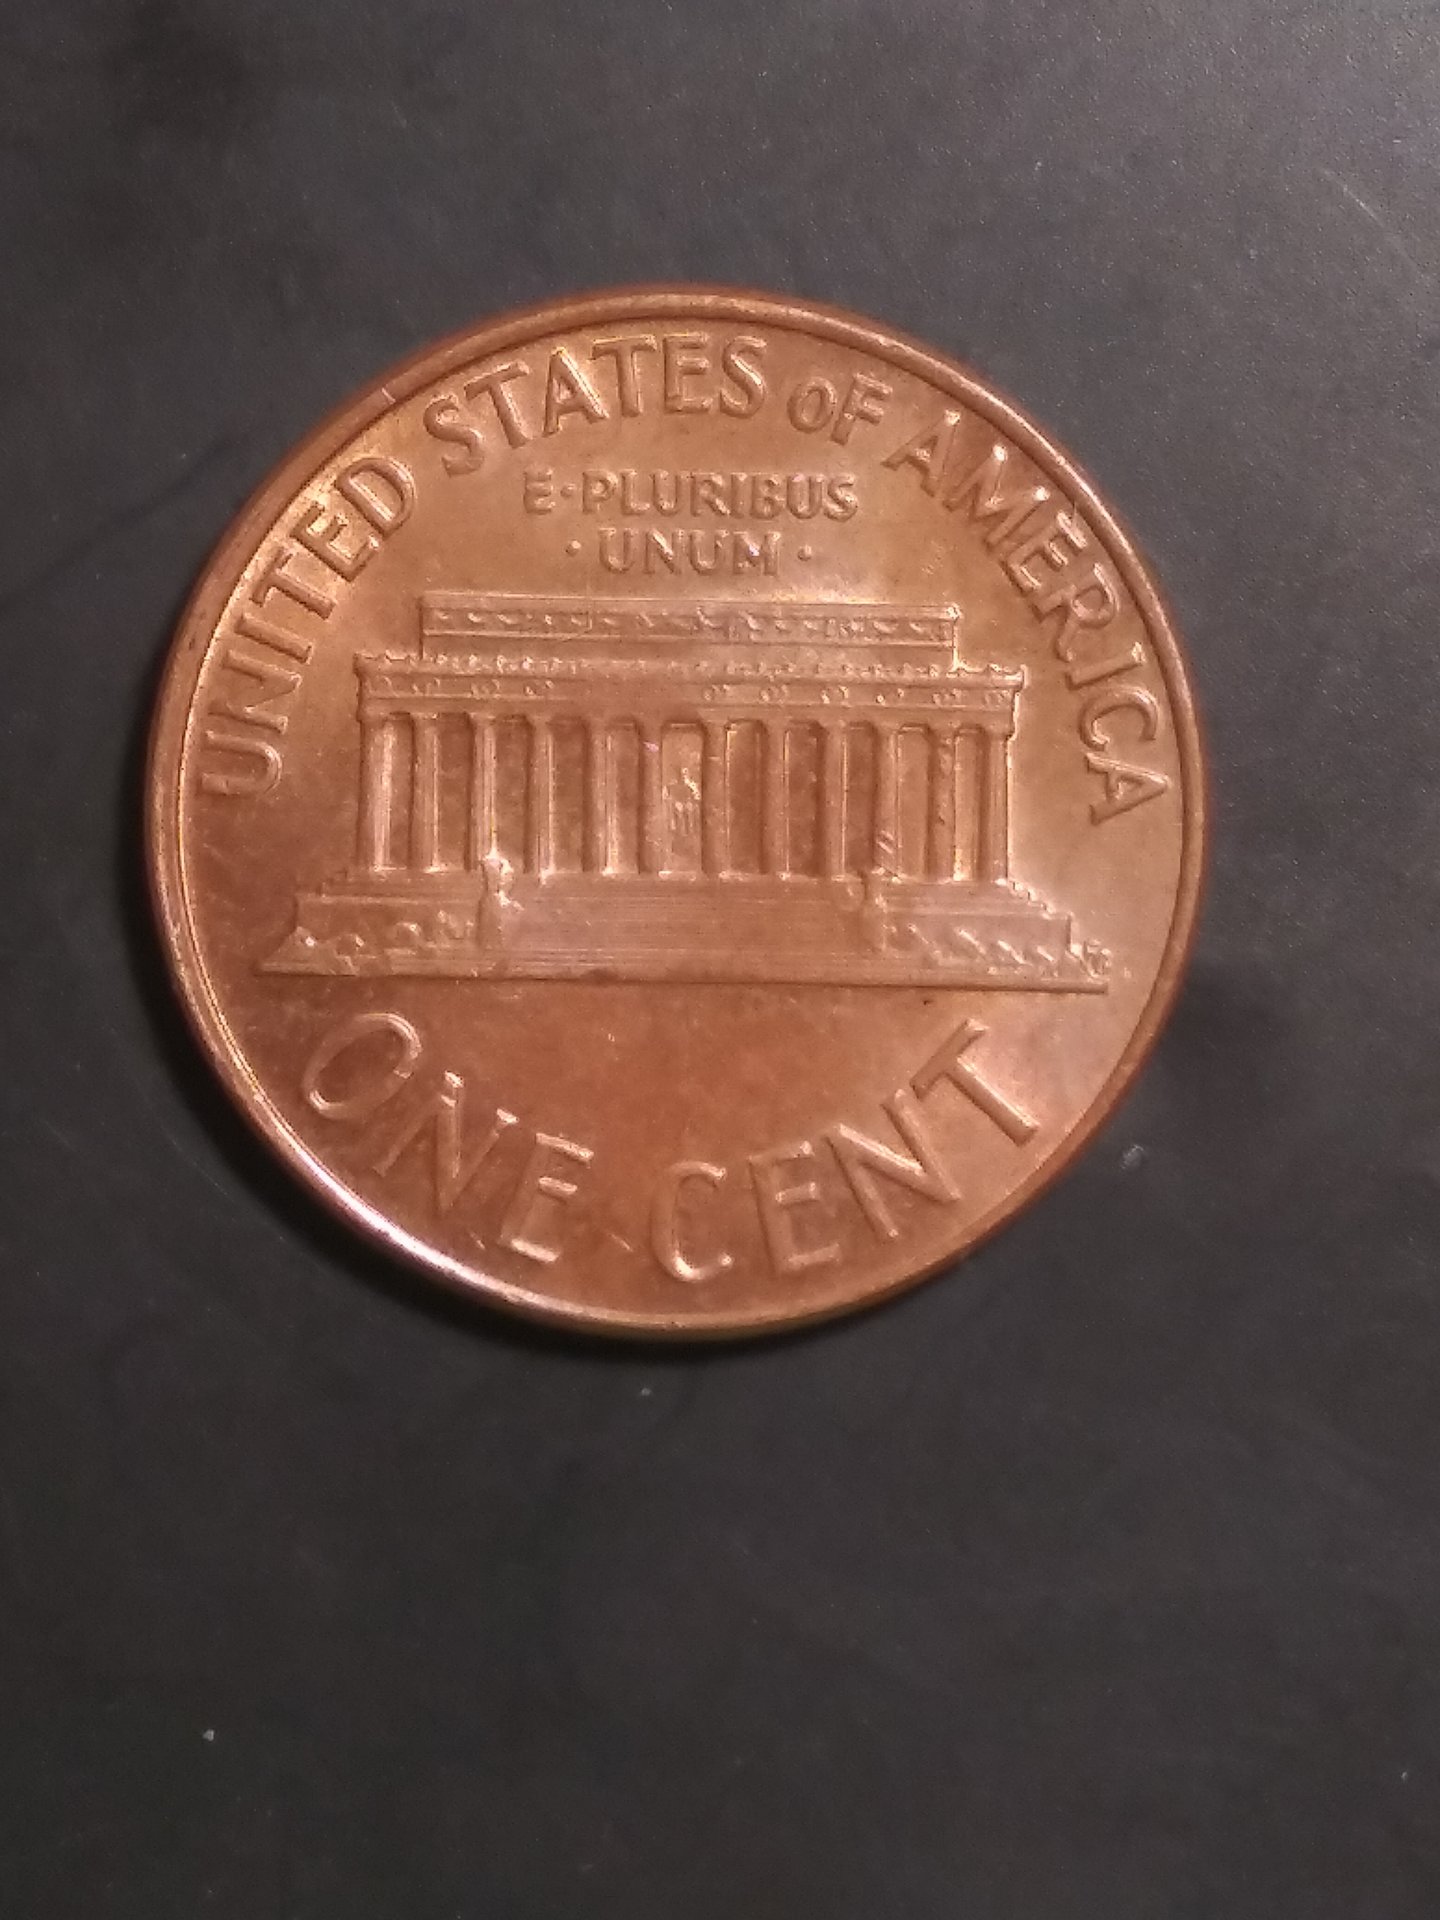 UNITED STATES OF AMERICA
E·PLURIBUS
·UNUM·
ONE CENT